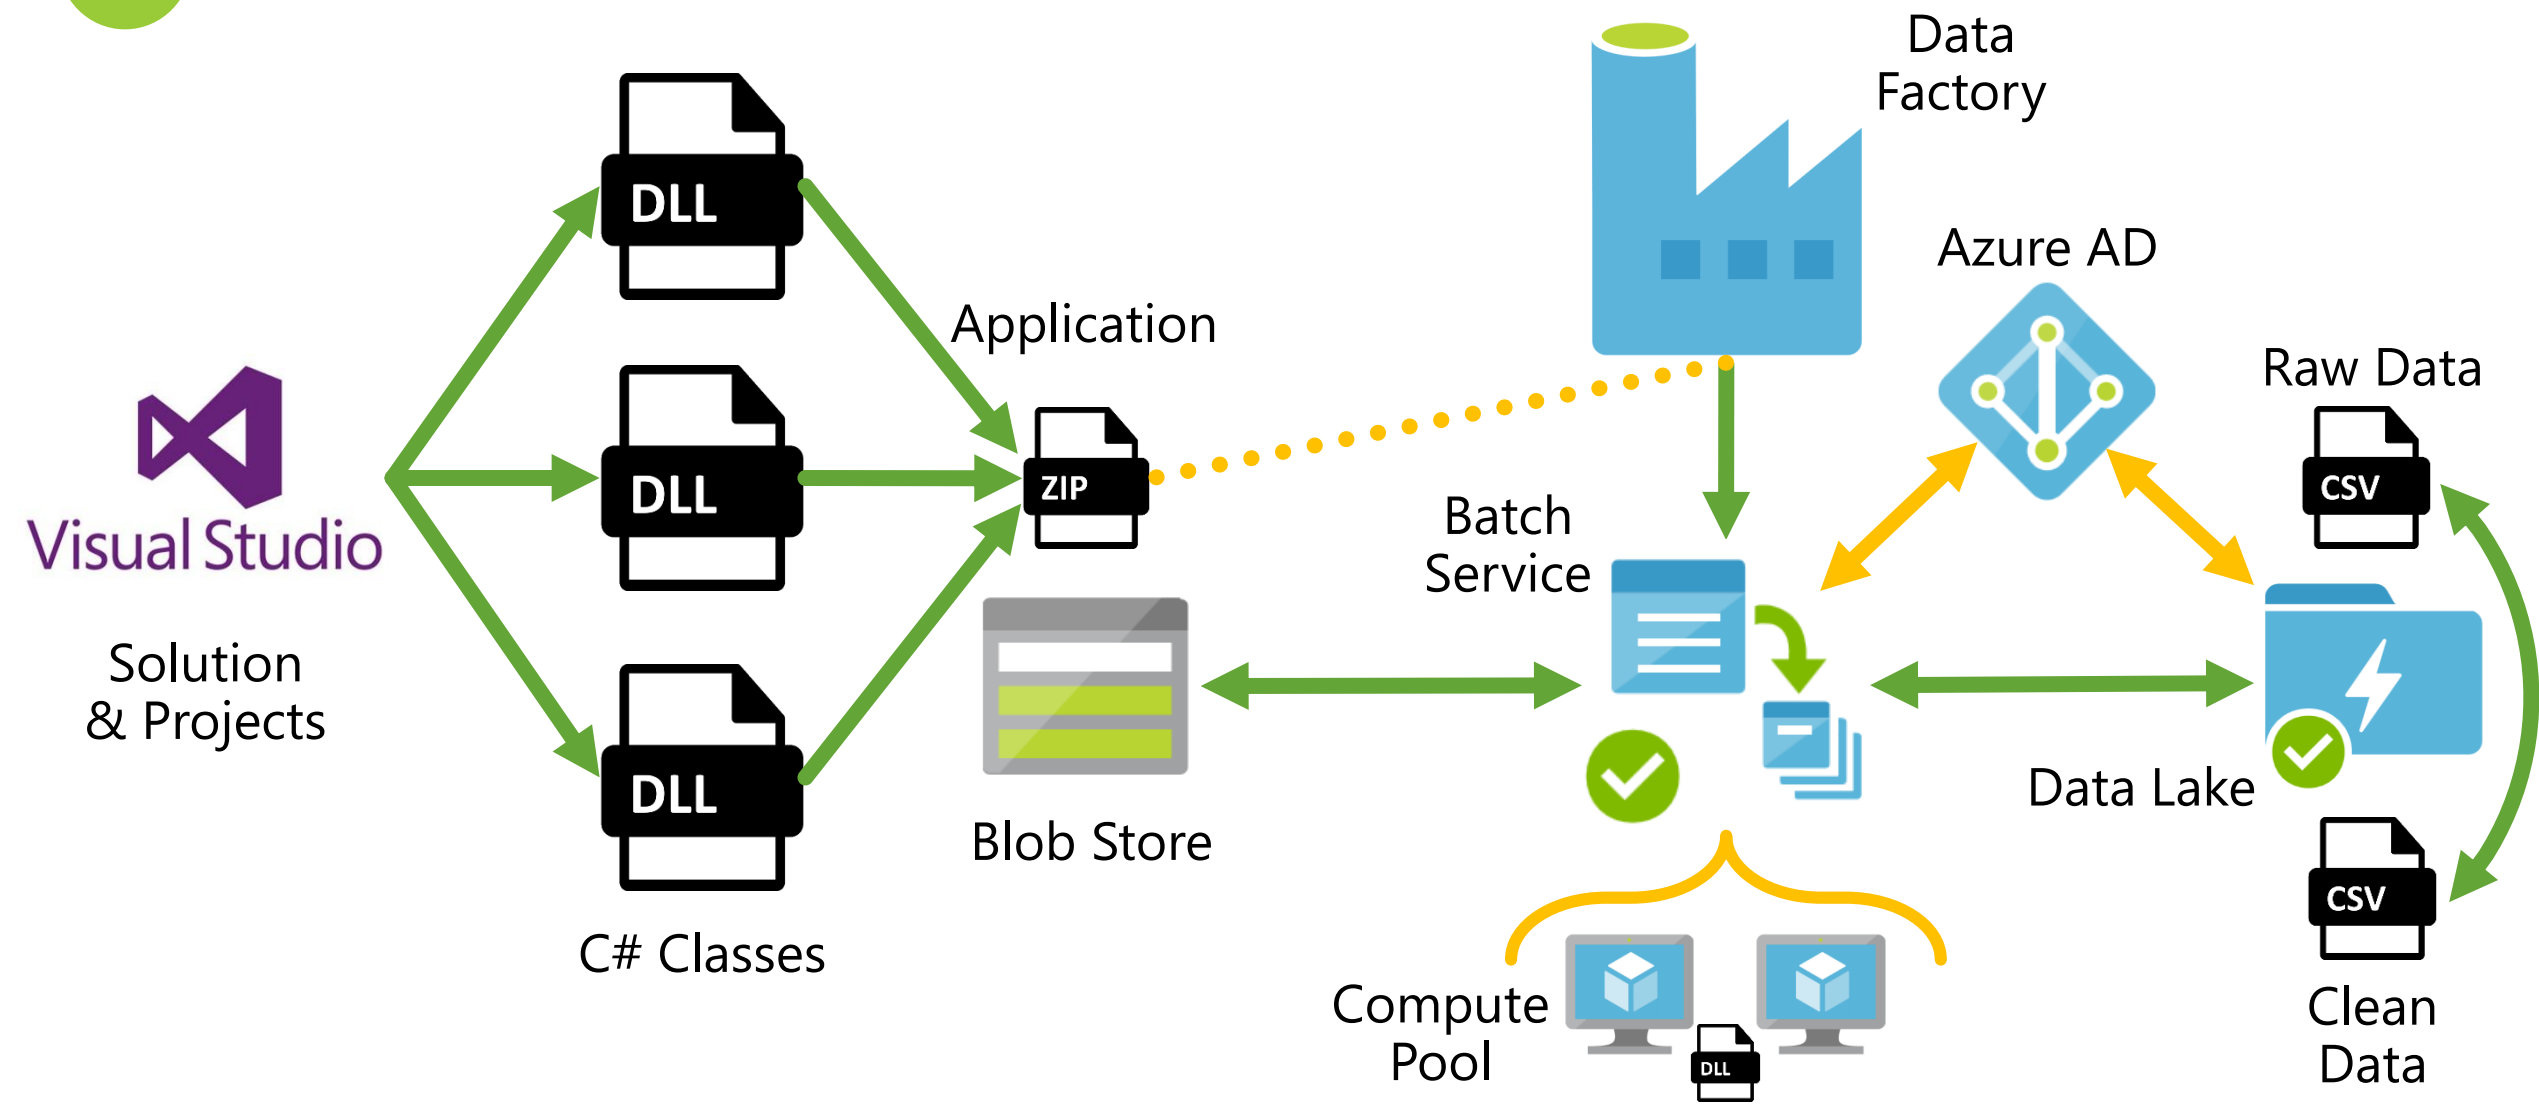 Visual Studio
Solution
& Projects
DLL
DLL
DLL
C# Classes
Application
ZIP
Blob Store
Data
Factory
Azure AD
Batch
Service
Compute
Pool
DLL
Data Lake
Raw Data
CSV
CSV
Clean
Data